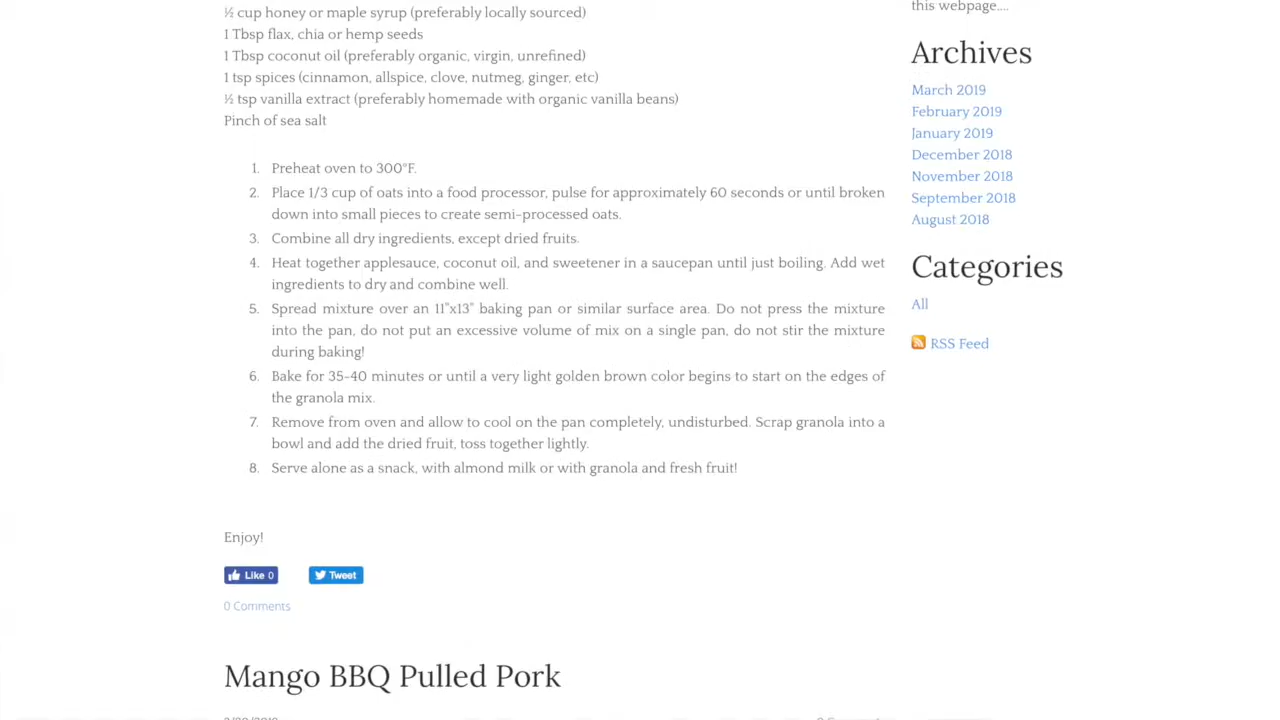 ½ cup honey or maple syrup (preferably locally sourced)
1 Tbsp flax, chia or hemp seeds
1 Tbsp coconut oil (preferably organic, virgin, unrefined)
1 tsp spices (cinnamon, allspice, clove, nutmeg, ginger, etc)
½ tsp vanilla extract (preferably homemade with organic vanilla beans)
Pinch of sea salt
1. Preheat oven to 300°F.
2. Place 1/3 cup of oats into a food processor, pulse for approximately 60 seconds or until broken
down into small pieces to create semi-processed oats.
3. Combine all dry ingredients, except dried fruits.
4. Heat together applesauce, coconut oil, and sweetener in a saucepan until just boiling. Add wet
ingredients to dry and combine well.
5. Spread mixture over an 11"x13" baking pan or similar surface area. Do not press the mixture
into the pan, do not put an excessive volume of mix on a single pan, do not stir the mixture
during baking!
6. Bake for 35-40 minutes or until a very light golden brown color begins to start on the edges of
the granola mix.
7. Remove from oven and allow to cool on the pan completely, undisturbed. Scrap granola into a
bowl and add the dried fruit, toss together lightly.
8. Serve alone as a snack, with almond milk or with granola and fresh fruit!
Enjoy!
Like 0
Tweet
0 Comments
Mango BBQ Pulled Pork
this webpage....
Archives
March 2019
February 2019
January 2019
December 2018
November 2018
September 2018
August 2018
Categories
All
RSS Feed